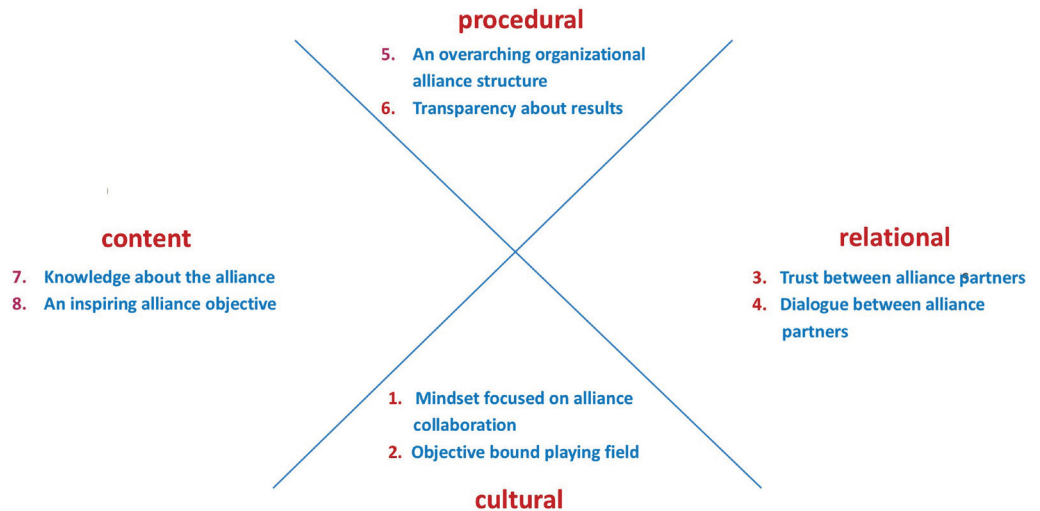 procedural
5. An overarching organizational
alliance structure
6. Transparency about results
content
7. Knowledge about the alliance
8. An inspiring alliance objective
relational
3. Trust between alliance partners
4. Dialogue between alliance
partners
1. Mindset focused on alliance
collaboration
2. Objective bound playing field
cultural